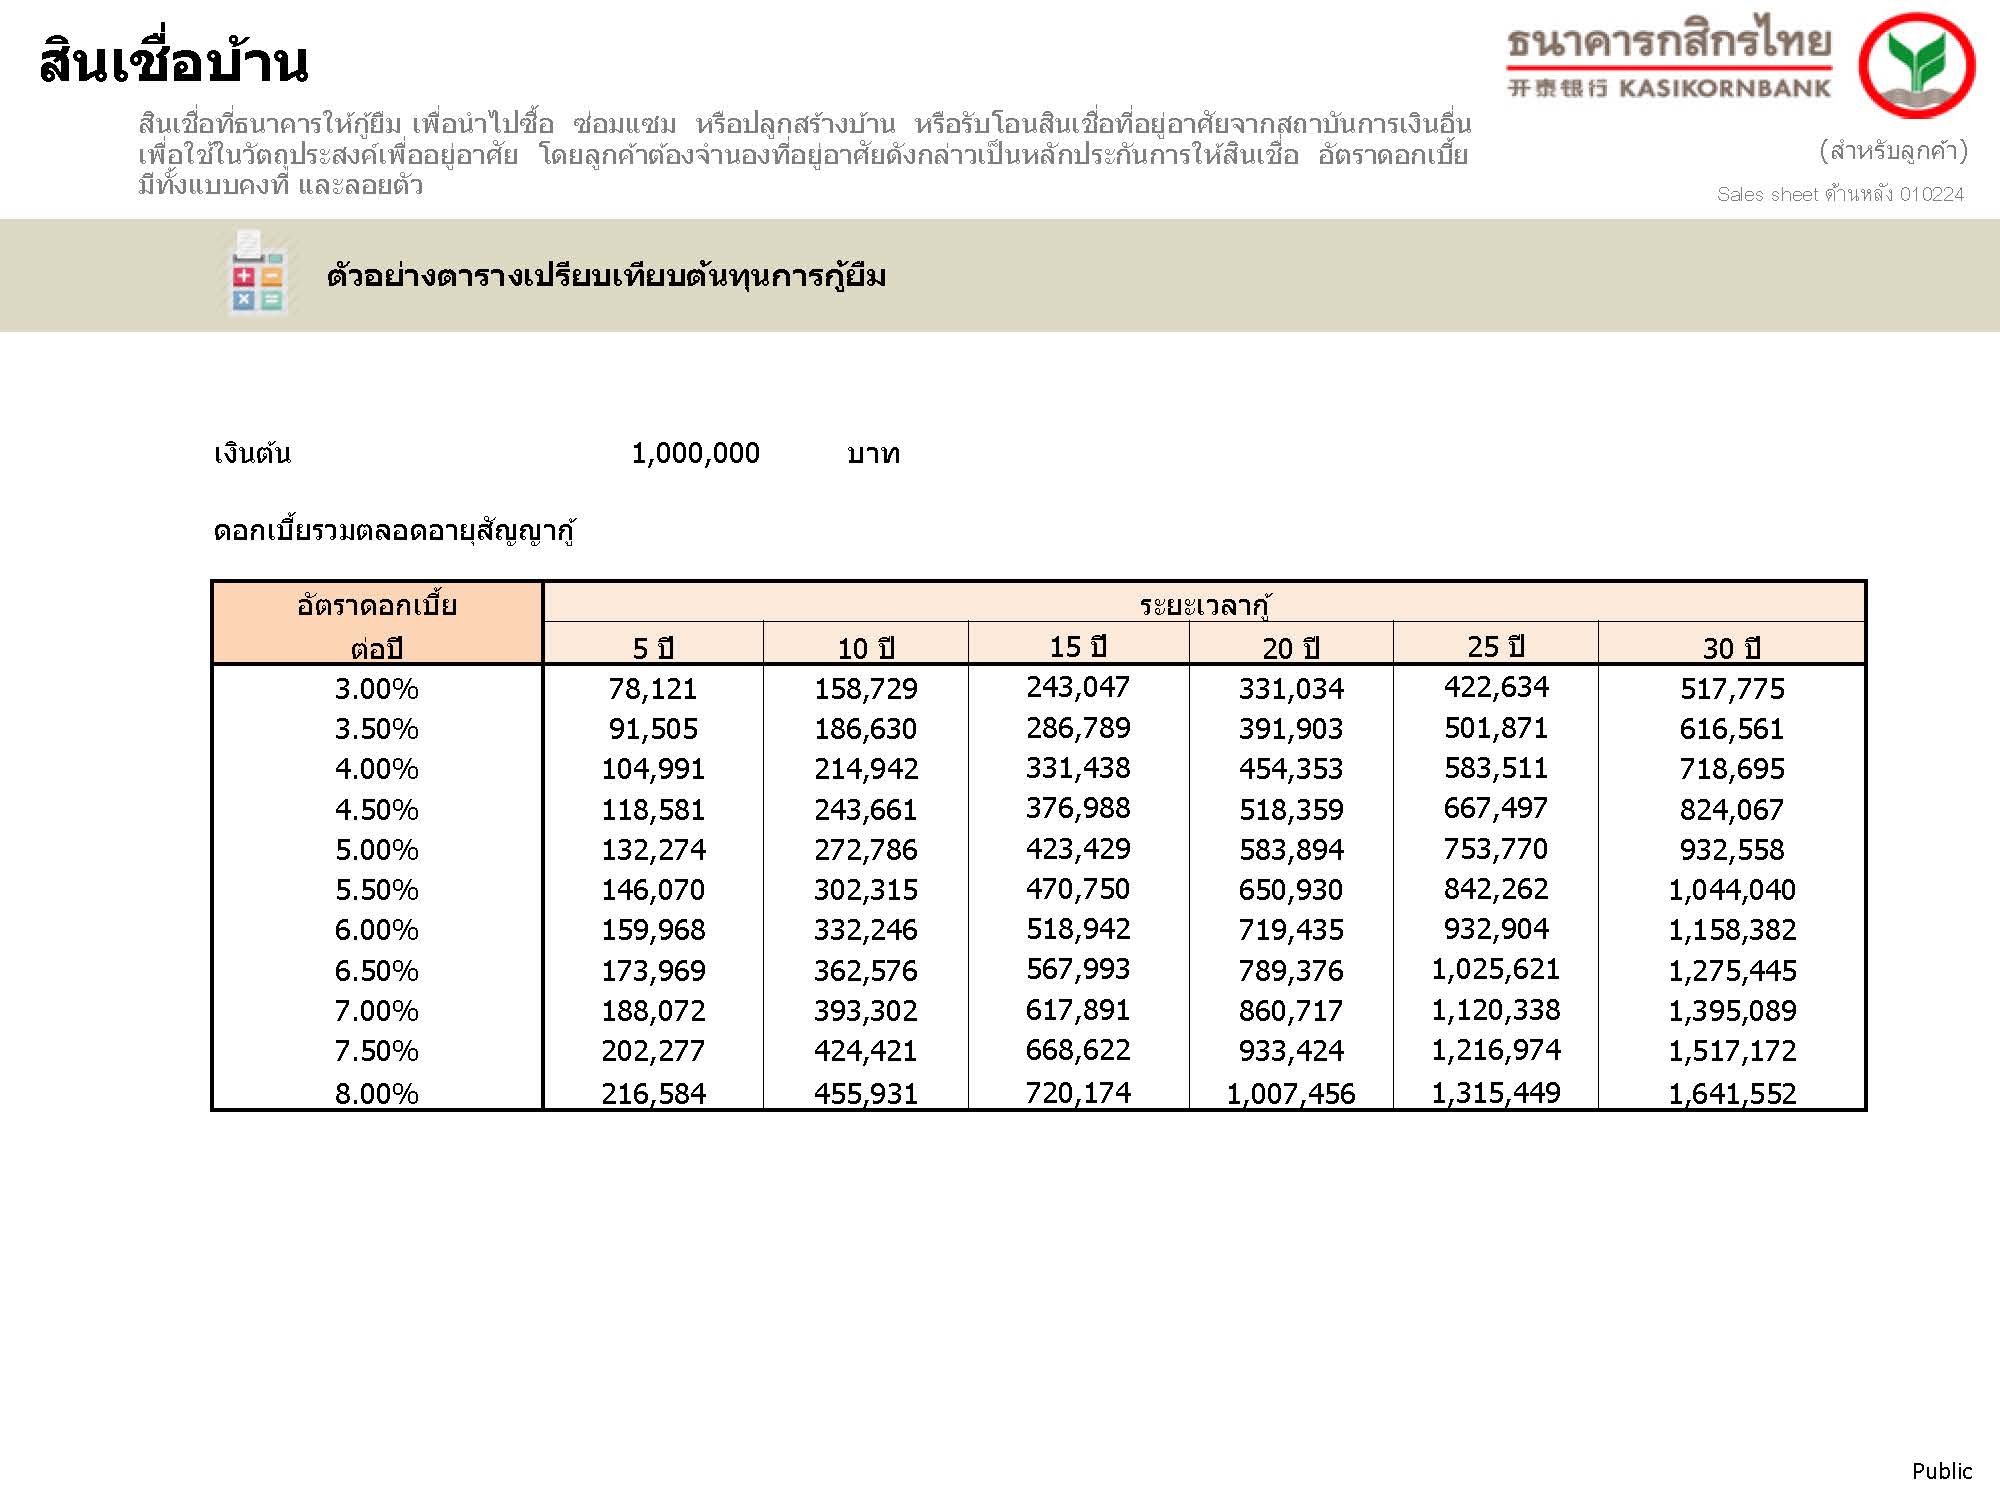 สินเชื่อบ้าน
ธนาคารกสิกรไทย
开泰银行 KASIKORNBANK
สินเชื่อที่ธนาคารให้กู้ยืม เพื่อนำไปซื้อ ซ่อมแซม หรือปลูกสร้างบ้าน หรือรับโอนสินเชื่อที่อยู่อาศัยจากสถาบันการเงินอื่น
เพื่อใช้ในวัตถุประสงค์เพื่ออยู่อาศัย โดยลูกค้าต้องจำนองที่อยู่อาศัยดังกล่าวเป็นหลักประกันการให้สินเชื่อ อัตราดอกเบี้ย
มีทั้งแบบคงที่ และลอยตัว
(สำหรับลูกค้า)
Sales sheet ด้านหลัง 010224
ตัวอย่างตารางเปรียบเทียบต้นทุนการกู้ยืม
เงินต้น 1,000,000 บาท
ดอกเบี้ยรวมตลอดอายุสัญญากู้
อัตราดอกเบี้ย ระยะเวลากู้
ต่อปี 5 ปี 10 ปี 15 ปี 20 ปี 25 ปี 30 ปี
3.00% 78,121 158,729 243,047 331,034 422,634 517,775
3.50% 91,505 186,630 286,789 391,903 501,871 616,561
4.00% 104,991 214,942 331,438 454,353 583,511 718,695
4.50% 118,581 243,661 376,988 518,359 667,497 824,067
5.00% 132,274 272,786 423,429 583,894 753,770 932,558
5.50% 146,070 302,315 470,750 650,930 842,262 1,044,040
6.00% 159,968 332,246 518,942 719,435 932,904 1,158,382
6.50% 173,969 362,576 567,993 789,376 1,025,621 1,275,445
7.00% 188,072 393,302 617,891 860,717 1,120,338 1,395,089
7.50% 202,277 424,421 668,622 933,424 1,216,974 1,517,172
8.00% 216,584 455,931 720,174 1,007,456 1,315,449 1,641,552
Public